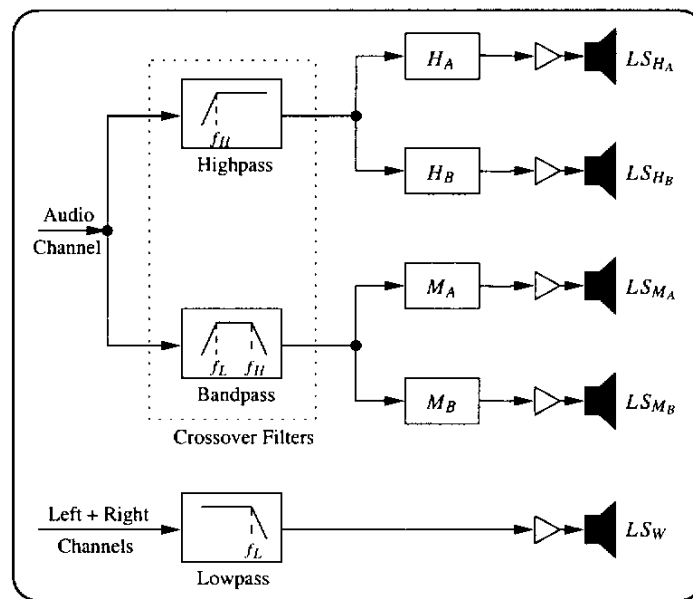 H_A
LS_{H_A}
f_H
Highpass
H_B
LS_{H_B}
Audio
Channel
M_A
LS_{M_A}
f_L f_H
Bandpass
M_B
LS_{M_B}
Crossover Filters
Left + Right
Channels
f_L
Lowpass
LS_W